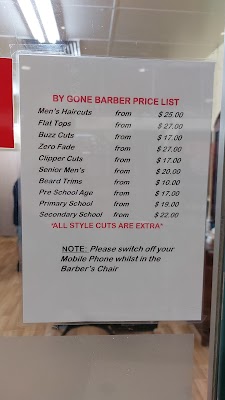 BY GONE BARBER PRICE LIST
Men's Haircuts from $ 25.00
Flat Tops from $ 27.00
Buzz Cuts from $ 17.00
Zero Fade from $ 27.00
Clipper Cuts from $ 17.00
Senior Men's from $ 20.00
Beard Trims from $ 10.00
Pre School Age from $ 17.00
Primary School from $ 19.00
Secondary School from $ 22.00
*ALL STYLE CUTS ARE EXTRA*
NOTE: Please switch off your
Mobile Phone whilst in the
Barber's Chair